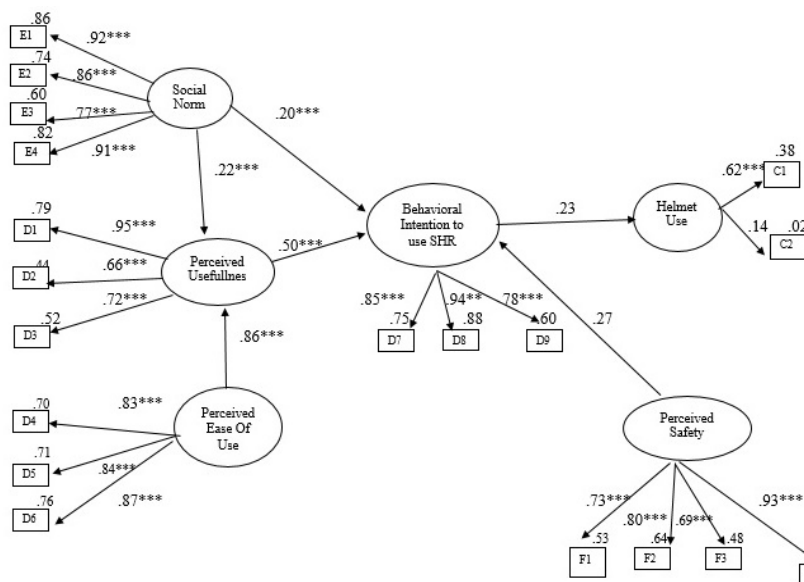 .86
E1
.92***
.74
E2
.86***
.60
E3
.77***
.82
E4
.91***
Social
Norm
.20***
.22***
.79
D1
.95***
.44
D2
.66***
.52
D3
.72***
Perceived
Usefullnes
.50***
Behavioral
Intention to
use SHR
.23
Helmet
Use
.38
.62***
C1
.14
.02
C2
.85***
.75
D7
.94**
.88
D8
.78***
.60
D9
.27
.86***
.70
D4
.83***
.71
D5
.84***
.76
D6
.87***
Perceived
Ease Of
Use
Perceived
Safety
.73***
.53
F1
.80***
.64
F2
.69***
.48
F3
.93***